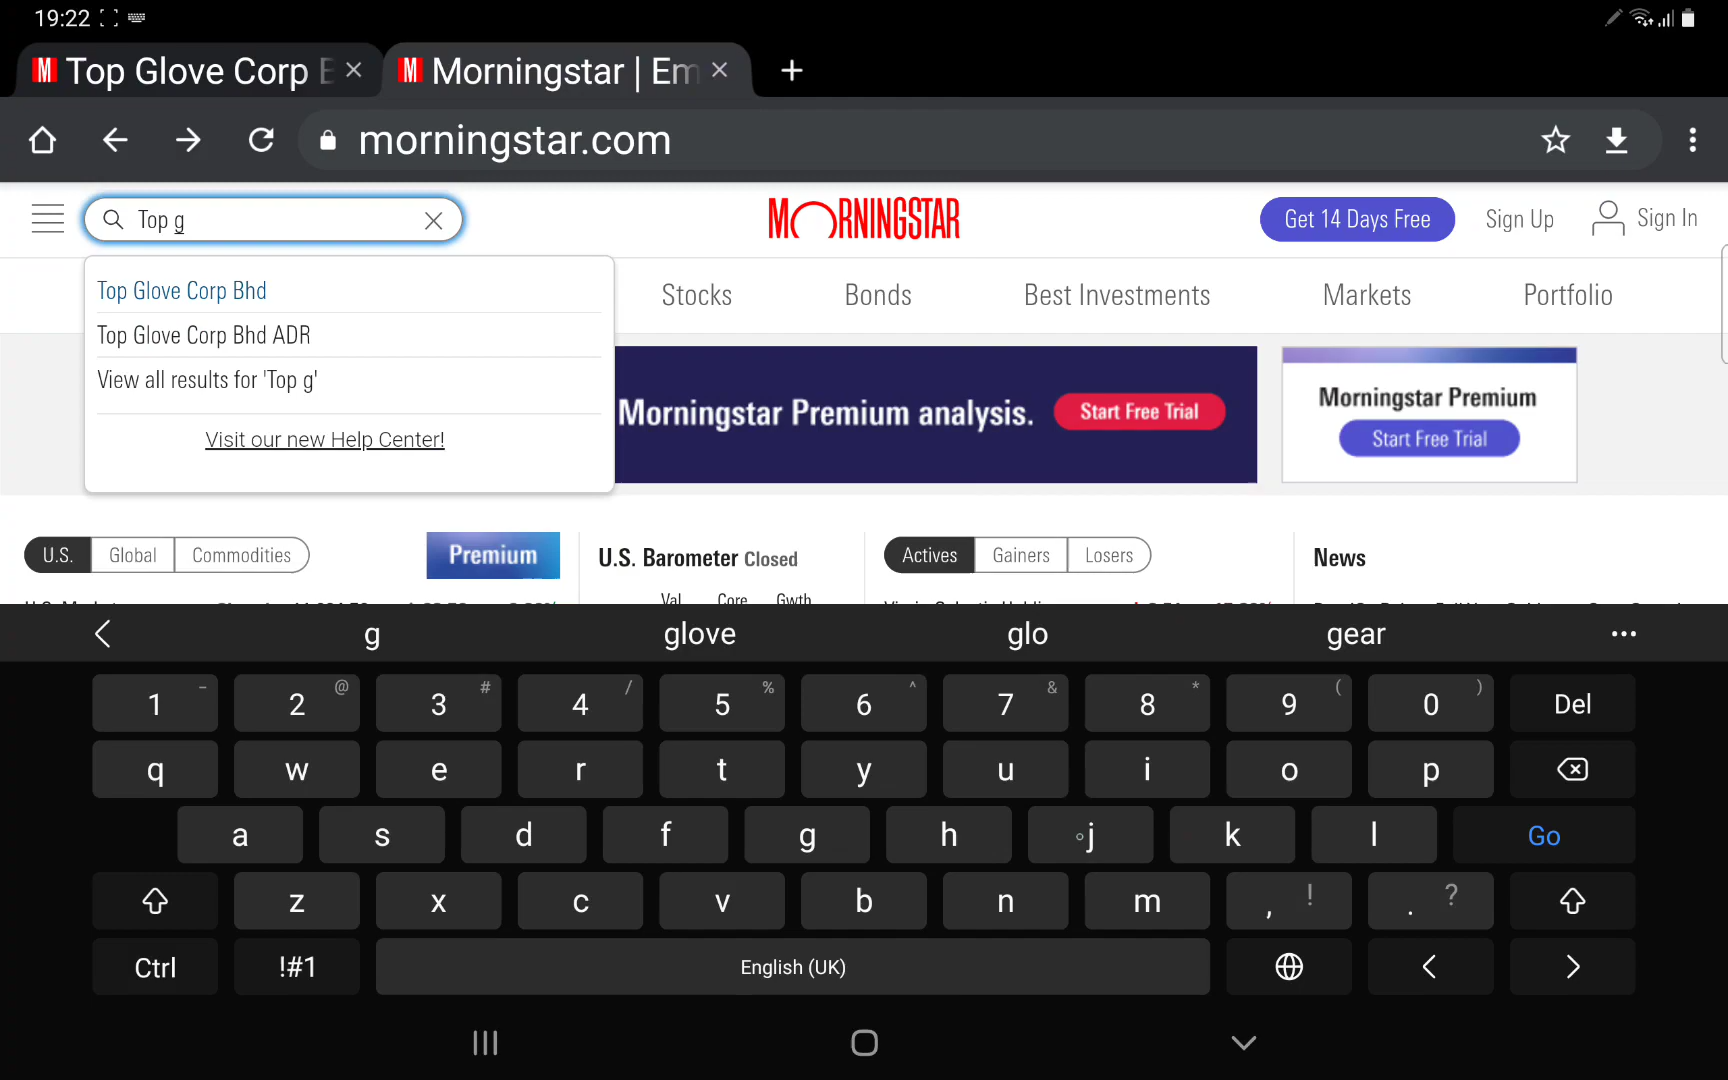 19:22
Top Glove Corp B
Morningstar | Em
morningstar.com
Top g
MORNINGSTAR
Get 14 Days Free
Sign Up
Sign In
Top Glove Corp Bhd
Top Glove Corp Bhd ADR
View all results for 'Top g'
Visit our new Help Center!
Stocks
Bonds
Best Investments
Markets
Portfolio
Morningstar Premium analysis.
Start Free Trial
Morningstar Premium
Start Free Trial
U.S.
Global
Commodities
Premium
U.S. Barometer Closed
Val
Core
Gwth
Actives
Gainers
Losers
News
g
glove
glo
gear
1 - 2 @ 3 # 4 / 5 % 6 ^ 7 & 8 * 9 ( 0 ) Del
q w e r t y u i o p
a s d f g h j k l Go
z x c v b n m , ! . ?
Ctrl !#1 English (UK)